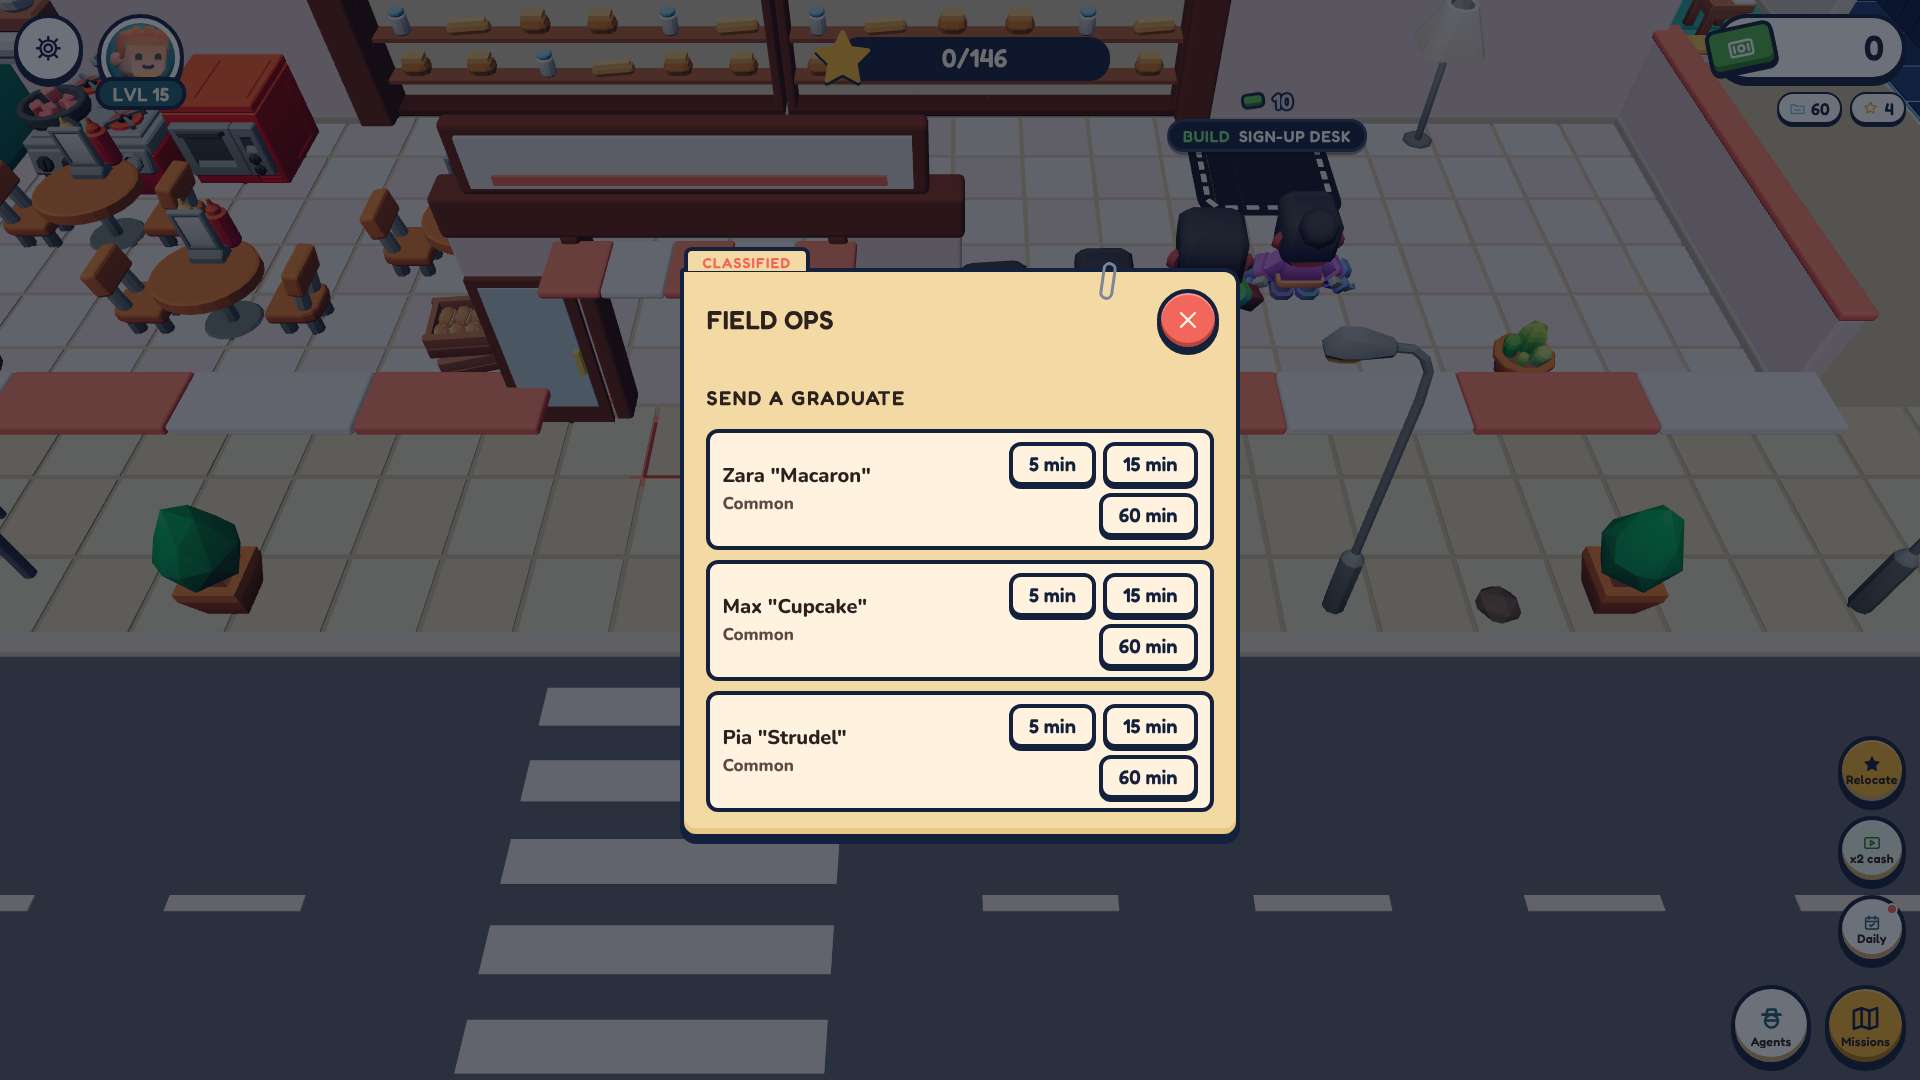 LVL 15
0/146
0
60
4
10
BUILD SIGN-UP DESK
CLASSIFIED
FIELD OPS
SEND A GRADUATE
Zara "Macaron"
Common
5 min
15 min
60 min
Max "Cupcake"
Common
5 min
15 min
60 min
Pia "Strudel"
Common
5 min
15 min
60 min
Relocate
x2 cash
Daily
Agents
Missions